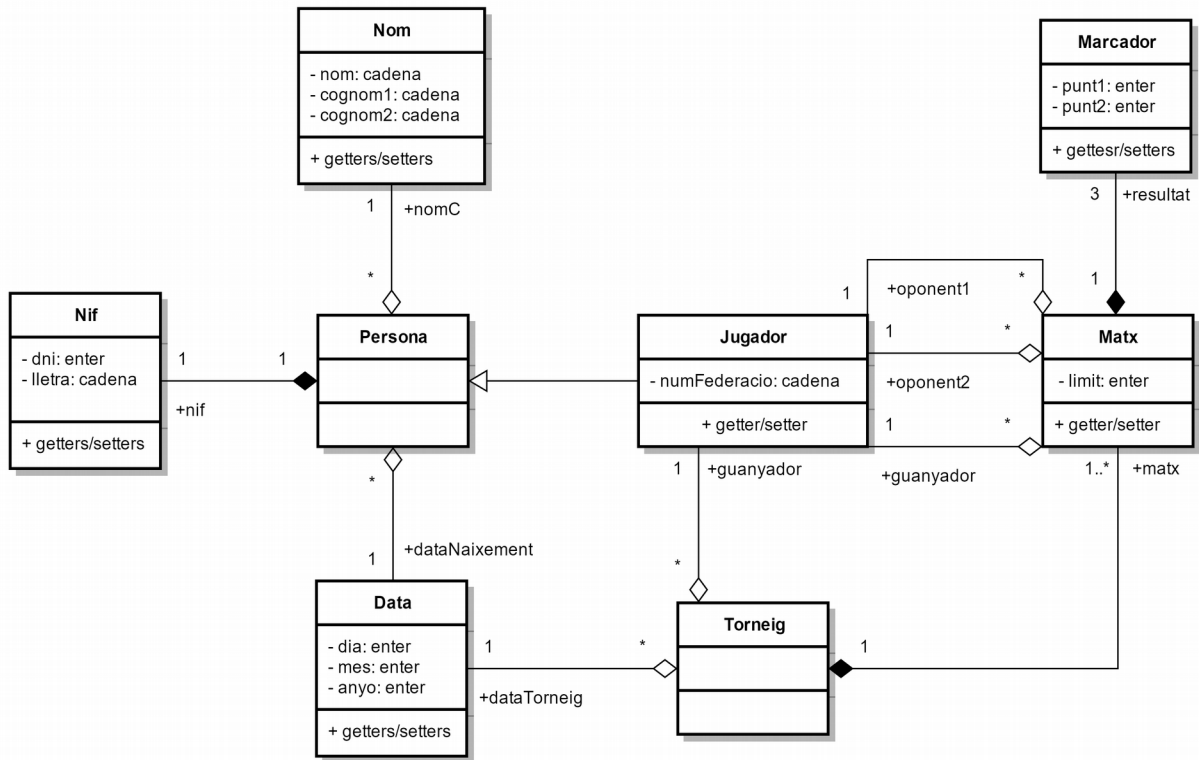 Nom
- nom: cadena
- cognom1: cadena
- cognom2: cadena
+ getters/setters
1
+nomC
*
Marcador
- punt1: enter
- punt2: enter
+ gettesr/setters
3
+resultat
1
Nif
- dni: enter
- lletra: cadena
+ getters/setters
1
+nif
1
Persona
Jugador
- numFederacio: cadena
+ getter/setter
1
+oponent1
*
1
+oponent2
*
1
+guanyador
*
Matx
- limit: enter
+ getter/setter
1..*
+matx
*
1
+dataNaixement
1
+guanyador
*
Data
- dia: enter
- mes: enter
- anyo: enter
+ getters/setters
1
+dataTorneig
*
Torneig
1